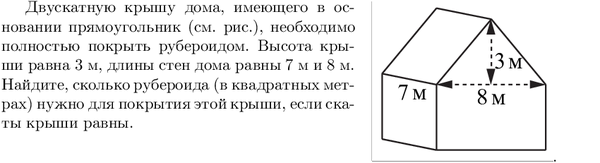 Двускатную крышу дома, имеющего в ос-
новании прямоугольник (см. рис.), необходимо
полностью покрыть рубероидом. Высота кры-
ши равна 3 м, длины стен дома равны 7 м и 8 м.
Найдите, сколько рубероида (в квадратных мет-
рах) нужно для покрытия этой крыши, если ска-
ты крыши равны.
3 м
7 м
8 м